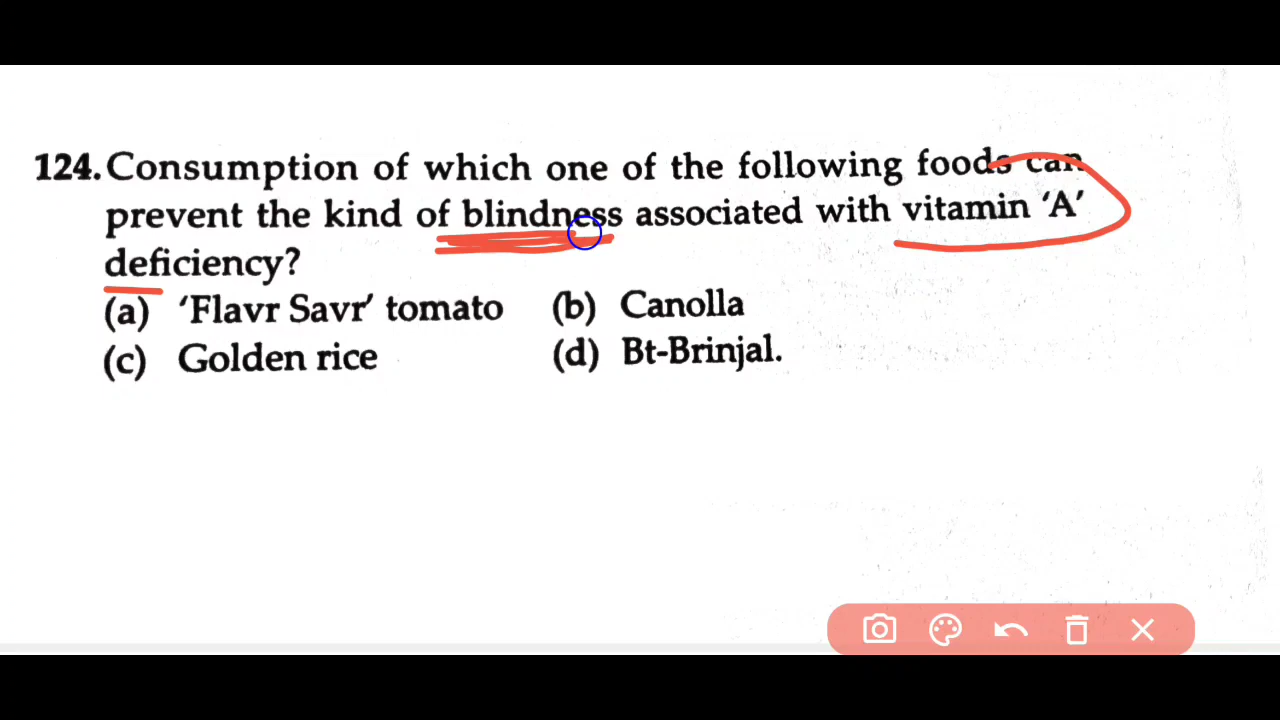 124. Consumption of which one of the following foods can
prevent the kind of blindness associated with vitamin 'A'
deficiency?
(a) 'Flavr Savr' tomato (b) Canolla
(c) Golden rice (d) Bt-Brinjal.